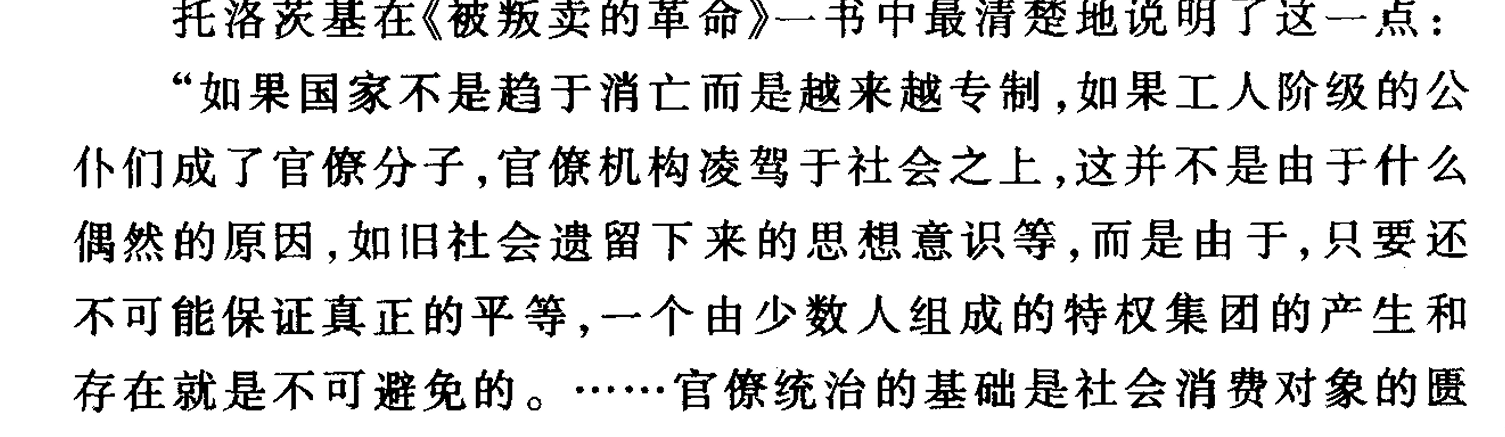 托洛茨基在《被叛卖的革命》一书中最清楚地说明了这一点：
“如果国家不是趋于消亡而是越来越专制，如果工人阶级的公
仆们成了官僚分子，官僚机构凌驾于社会之上，这并不是由于什么
偶然的原因，如旧社会遗留下来的思想意识等，而是由于，只要还
不可能保证真正的平等，一个由少数人组成的特权集团的产生和
存在就是不可避免的。……官僚统治的基础是社会消费对象的匮